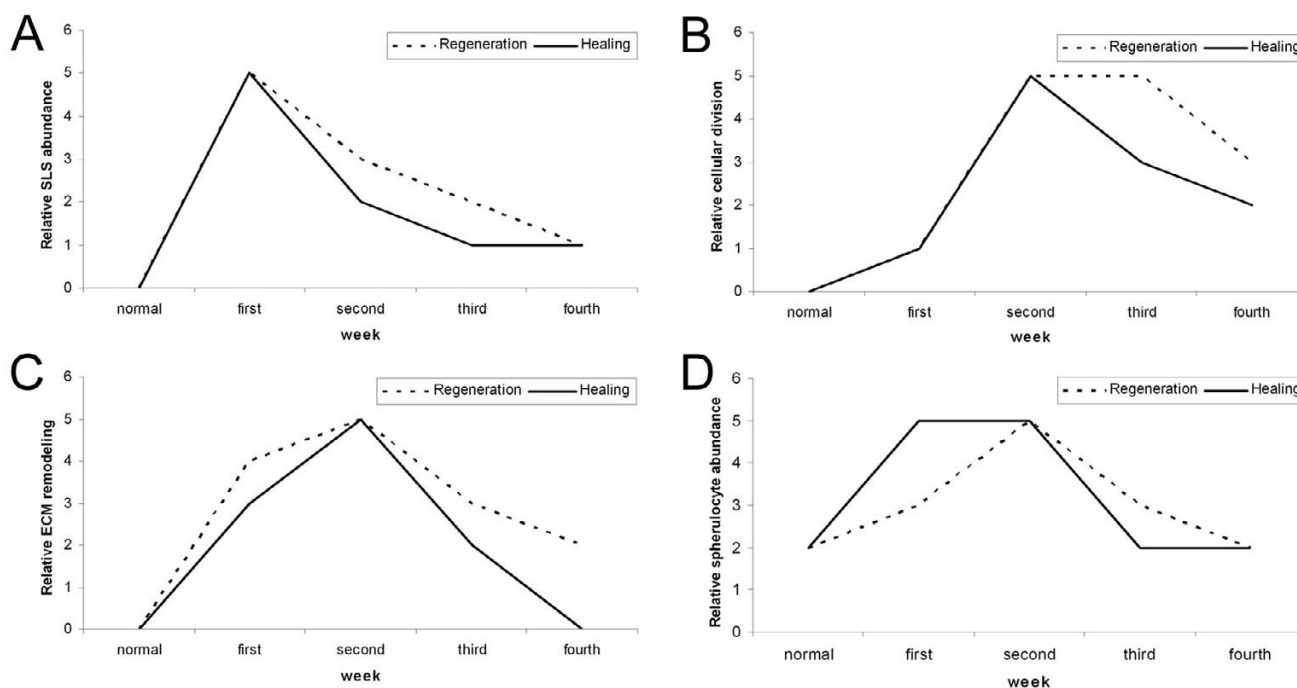 A
Relative SLS abundance
6
5
4
3
2
1
0
Regeneration Healing
normal first second third fourth
week
B
Relative cellular division
6
5
4
3
2
1
0
Regeneration Healing
normal first second third fourth
week
C
Relative ECM remodeling
6
5
4
3
2
1
0
Regeneration Healing
normal first second third fourth
week
D
Relative spherulocyte abundance
6
5
4
3
2
1
0
Regeneration Healing
normal first second third fourth
week